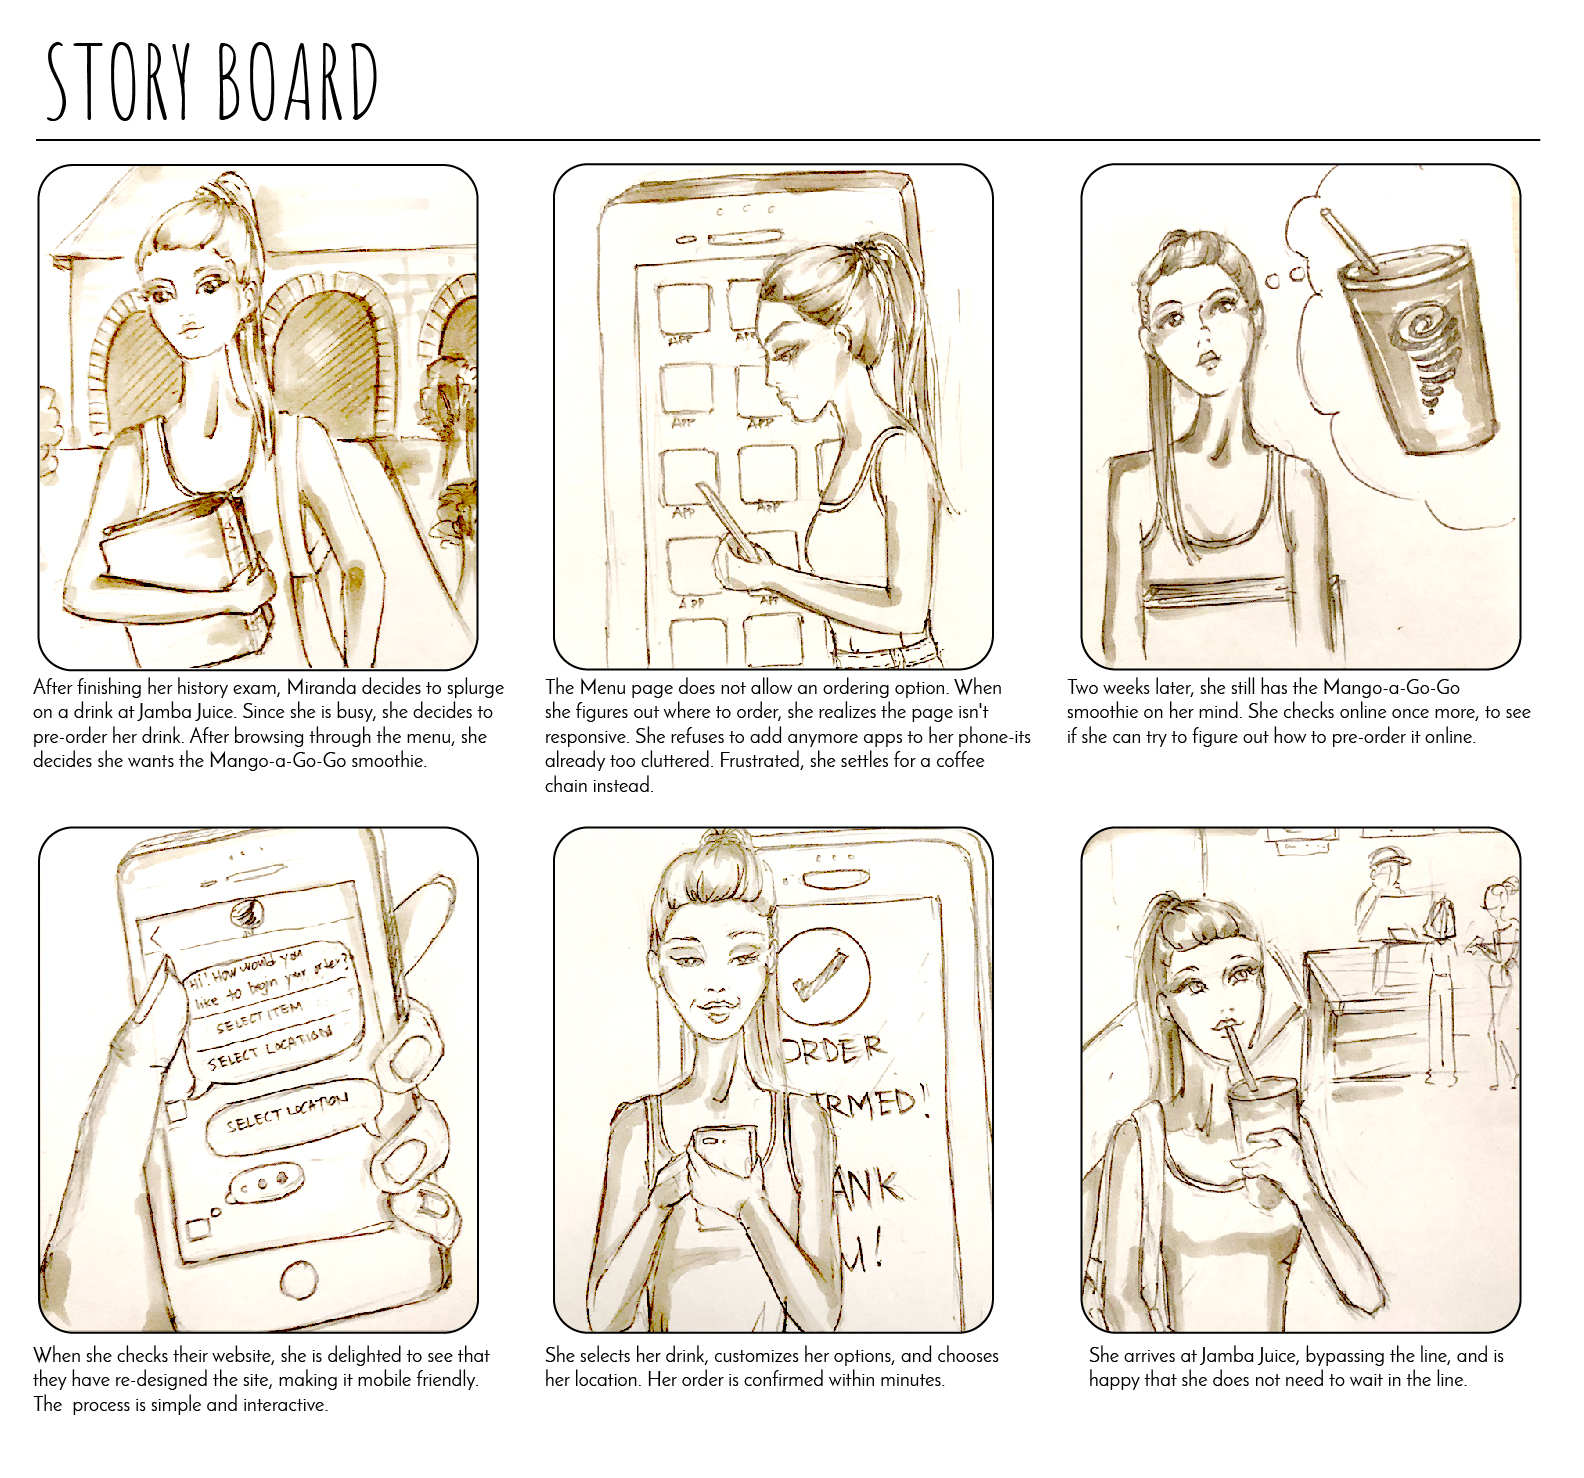 STORY BOARD
APP
APP
APP
APP
APP
APP
After finishing her history exam, Miranda decides to splurge
on a drink at Jamba Juice. Since she is busy, she decides to
pre-order her drink. After browsing through the menu, she
decides she wants the Mango-a-Go-Go smoothie.
The Menu page does not allow an ordering option. When
she figures out where to order, she realizes the page isn't
responsive. She refuses to add anymore apps to her phone-its
already too cluttered. Frustrated, she settles for a coffee
chain instead.
Two weeks later, she still has the Mango-a-Go-Go
smoothie on her mind. She checks online once more, to see
if she can try to figure out how to pre-order it online.
Hi! How would you
like to begin your order?
SELECT ITEM
SELECT LOCATION
SELECT LOCATION
ORDER
IRMED!
ANK
U!
When she checks their website, she is delighted to see that
they have re-designed the site, making it mobile friendly.
The process is simple and interactive.
She selects her drink, customizes her options, and chooses
her location. Her order is confirmed within minutes.
She arrives at Jamba Juice, bypassing the line, and is
happy that she does not need to wait in the line.